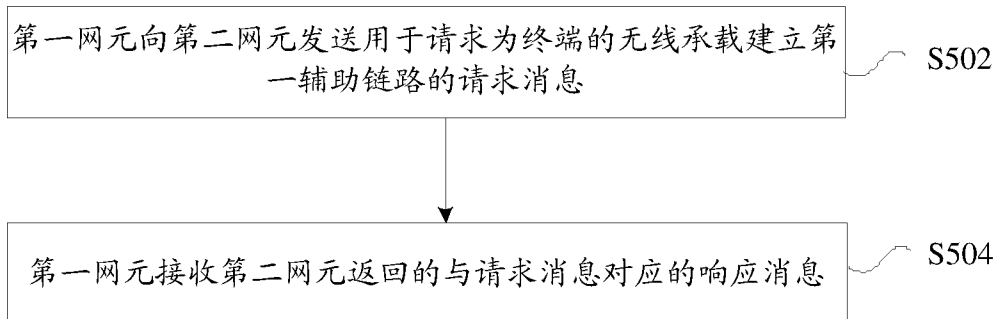 第一网元向第二网元发送用于请求为终端的无线承载建立第
一辅助链路的请求消息
S502
第一网元接收第二网元返回的与请求消息对应的响应消息
S504